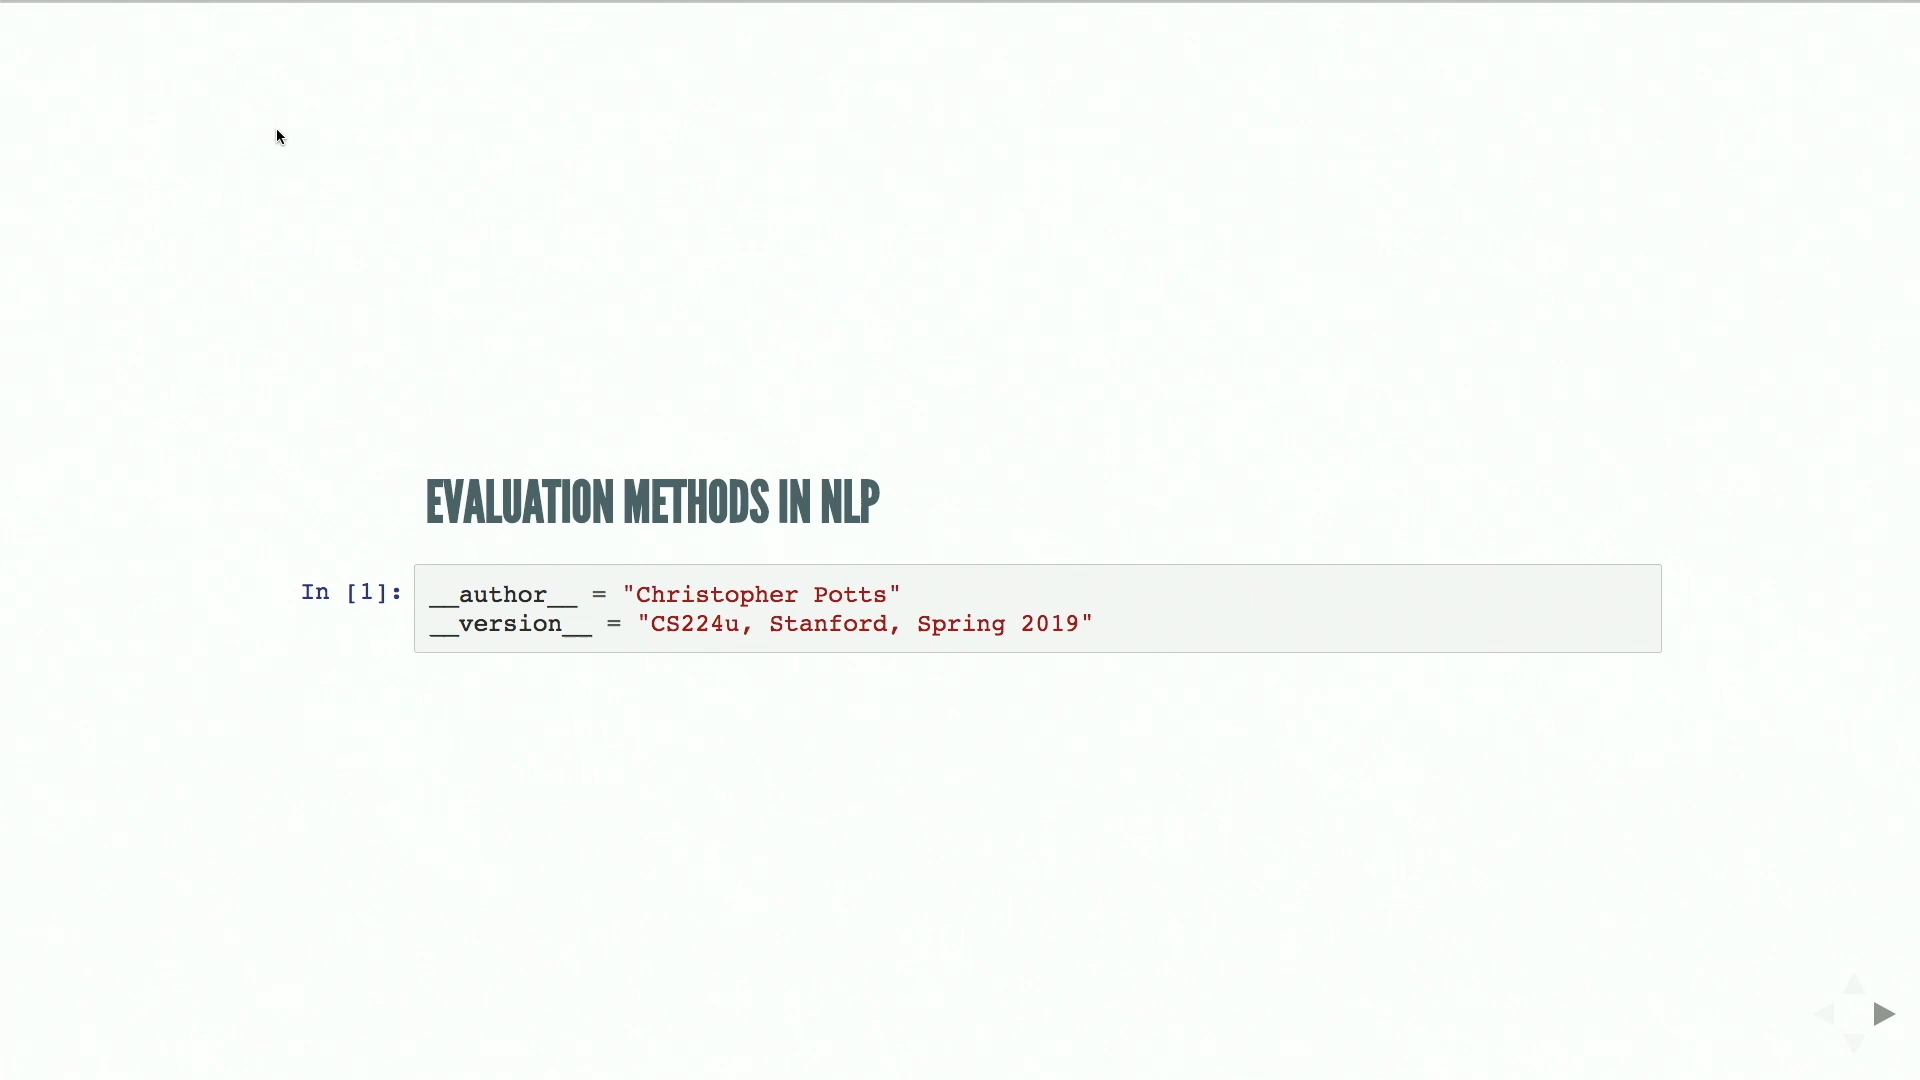 EVALUATION METHODS IN NLP
In [1]: __author__ = "Christopher Potts"
__version__ = "CS224u, Stanford, Spring 2019"